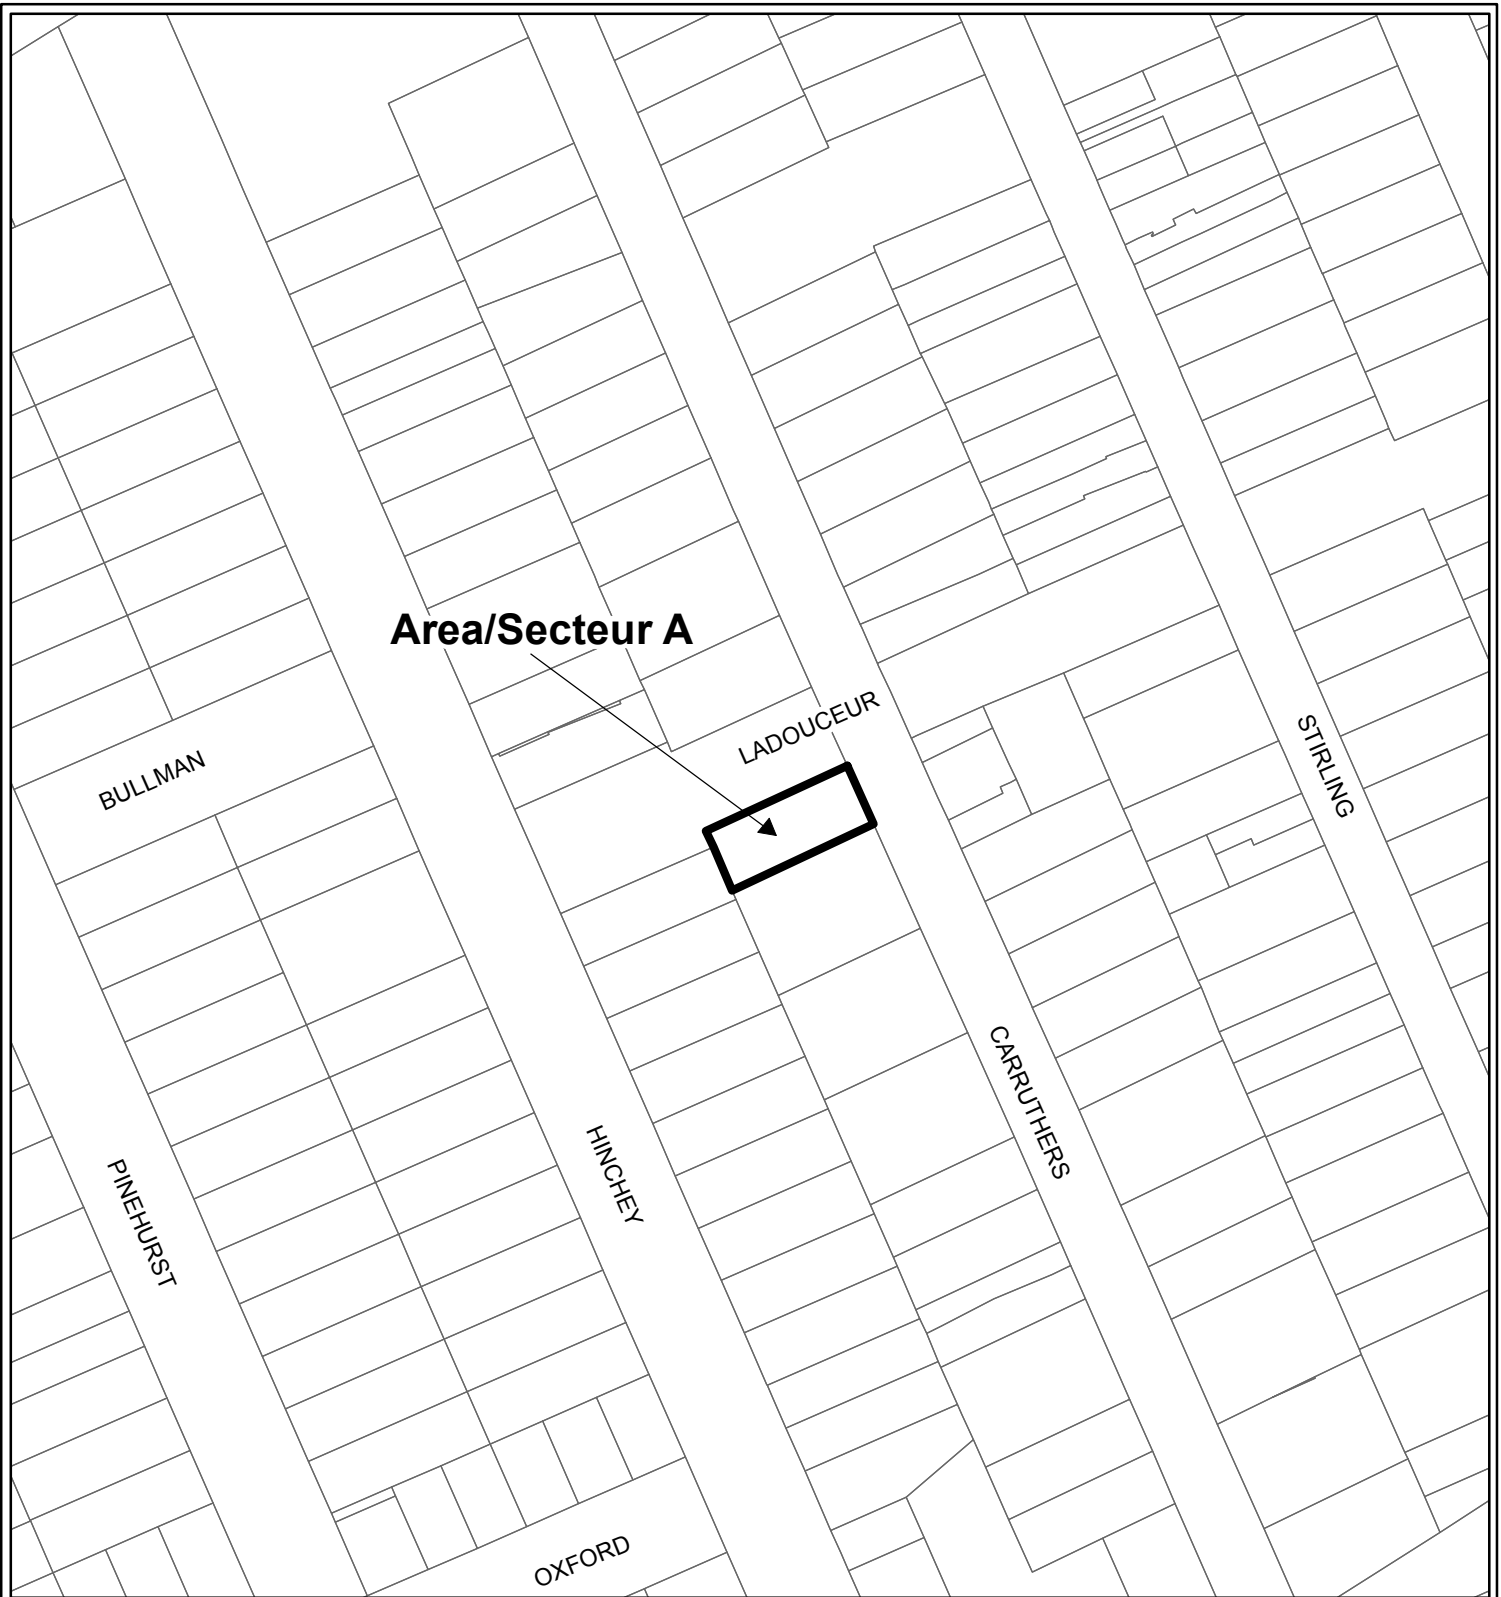 Area/Secteur A
LADOUCEUR
STIRLING
BULLMAN
CARRUTHERS
HINCHEY
PINEHURST
OXFORD